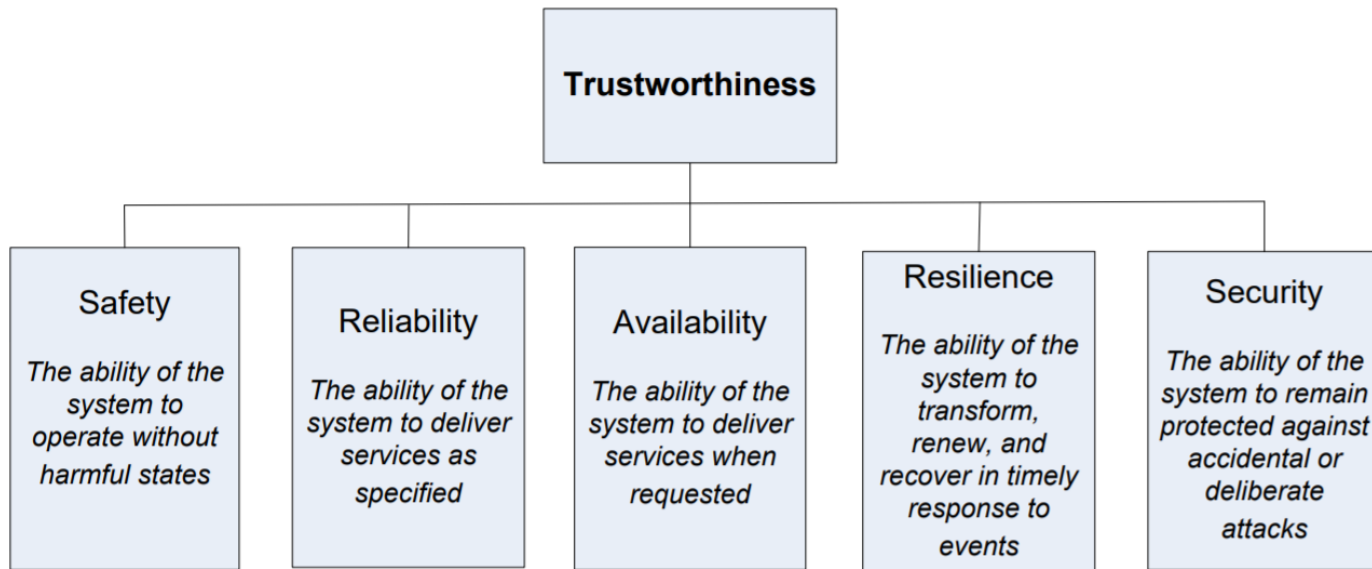 Trustworthiness
Safety
The ability of the
system to
operate without
harmful states
Reliability
The ability of the
system to deliver
services as
specified
Availability
The ability of the
system to deliver
services when
requested
Resilience
The ability of the
system to
transform,
renew, and
recover in timely
response to
events
Security
The ability of the
system to remain
protected against
accidental or
deliberate
attacks